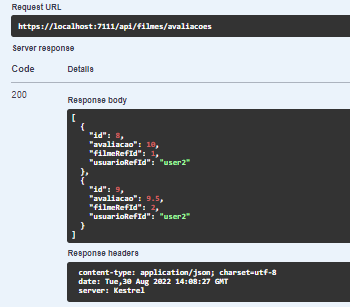 Request URL
https://localhost:7111/api/filmes/avaliacoes
Server response
Code Details
200
Response body
[
  {
    "id": 8,
    "avaliacao": 10,
    "filmeRefId": 1,
    "usuarioRefId": "user2"
  },
  {
    "id": 9,
    "avaliacao": 9.5,
    "filmeRefId": 2,
    "usuarioRefId": "user2"
  }
]
Response headers
content-type: application/json; charset=utf-8
date: Tue,30 Aug 2022 14:08:27 GMT
server: Kestrel